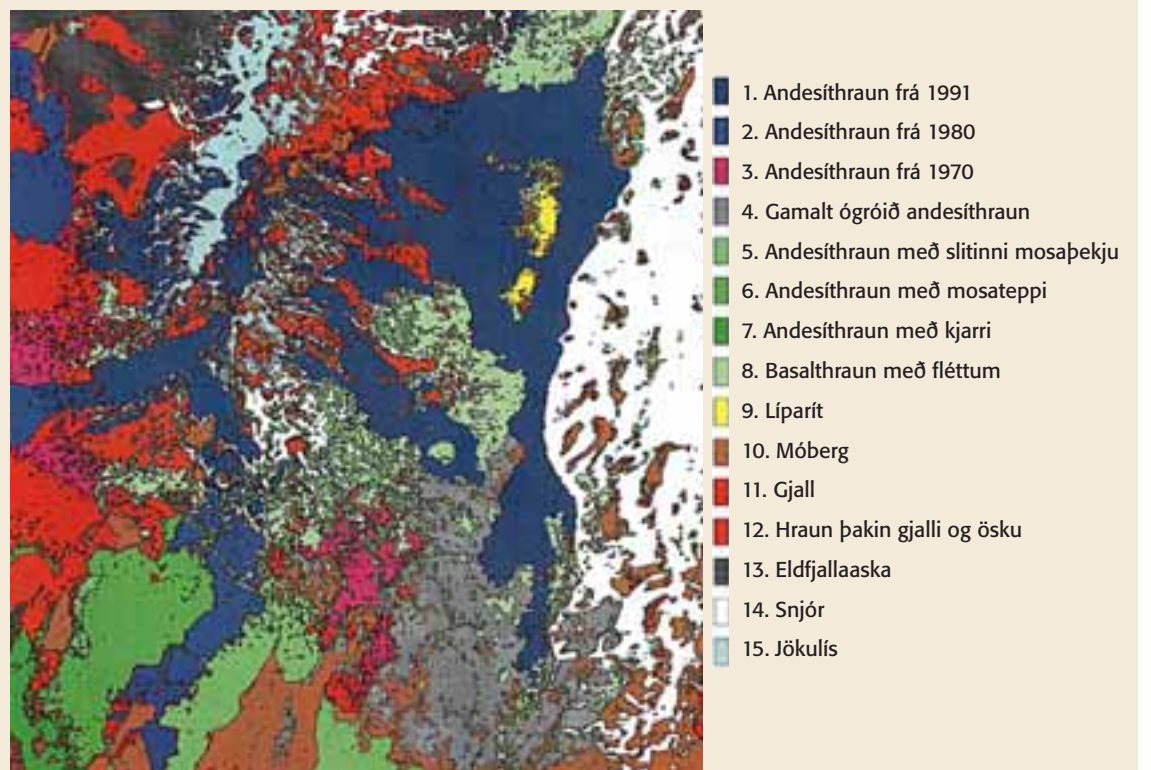 1. Andesíthraun frá 1991
2. Andesíthraun frá 1980
3. Andesíthraun frá 1970
4. Gamalt ógróið andesíthraun
5. Andesíthraun með slitinni mosaþekju
6. Andesíthraun með mosateppi
7. Andesíthraun með kjarri
8. Basalthraun með fléttum
9. Líparít
10. Móberg
11. Gjall
12. Hraun þakin gjalli og ösku
13. Eldfjallaaska
14. Snjór
15. Jökulís